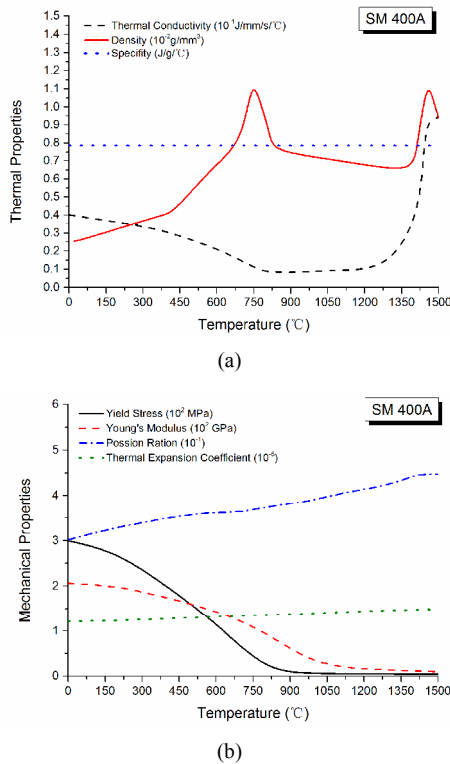 SM 400A
Thermal Conductivity (10⁻¹J/mm/s/℃)
Density (10⁻²g/mm³)
Specifity (J/g/℃)
Thermal Properties
1.5
1.4
1.3
1.2
1.1
1.0
0.9
0.8
0.7
0.6
0.5
0.4
0.3
0.2
0.1
0.0
0 150 300 450 600 750 900 1050 1200 1350 1500
Temperature (℃)
(a)
SM 400A
Yield Stress (10² MPa)
Young's Modulus (10² GPa)
Possion Ration (10⁻¹)
Thermal Expansion Coefficient (10⁻⁵)
Mechanical Properties
6
5
4
3
2
1
0
0 150 300 450 600 750 900 1050 1200 1350 1500
Temperature (℃)
(b)